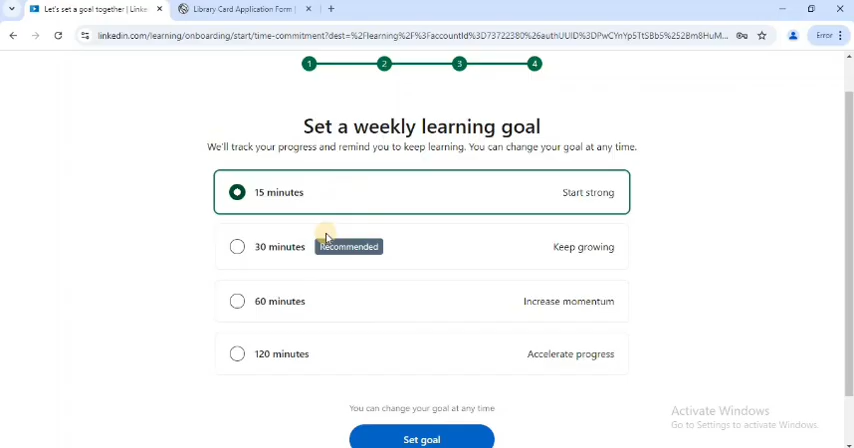 Let's set a goal together | Linke
Library Card Application Form |
linkedin.com/learning/onboarding/start/time-commitment?dest=%2Flearning%2F%3FaccountId%3D73722380%26authUUID%3DPwCYnYp5TtSBb5%252Bm8HuM...
Error
1 2 3 4
Set a weekly learning goal
We'll track your progress and remind you to keep learning. You can change your goal at any time.
15 minutes Start strong
30 minutes Recommended Keep growing
60 minutes Increase momentum
120 minutes Accelerate progress
You can change your goal at any time
Set goal
Activate Windows
Go to Settings to activate Windows.